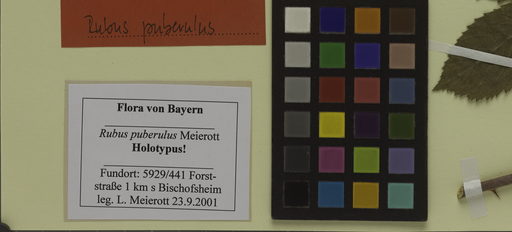 Rubus puberulus
Flora von Bayern
Rubus puberulus Meierott
Holotypus!
Fundort: 5929/441 Forst-
straße 1 km s Bischofsheim
leg. L. Meierott 23.9.2001